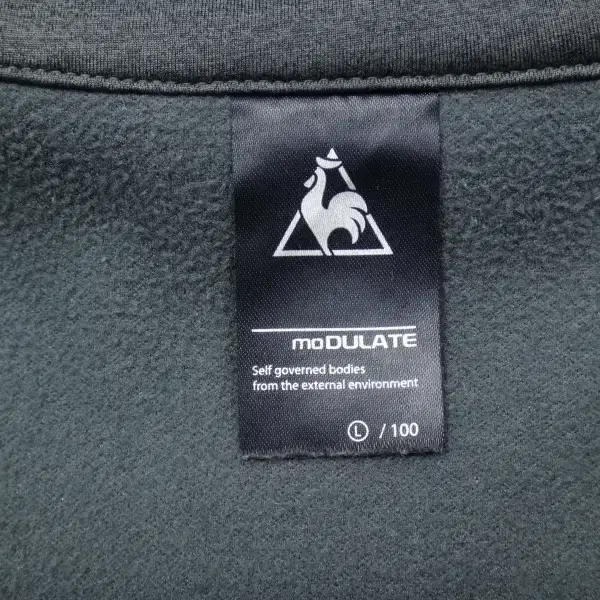 moDULATE
Self governed bodies
from the external environment
L / 100